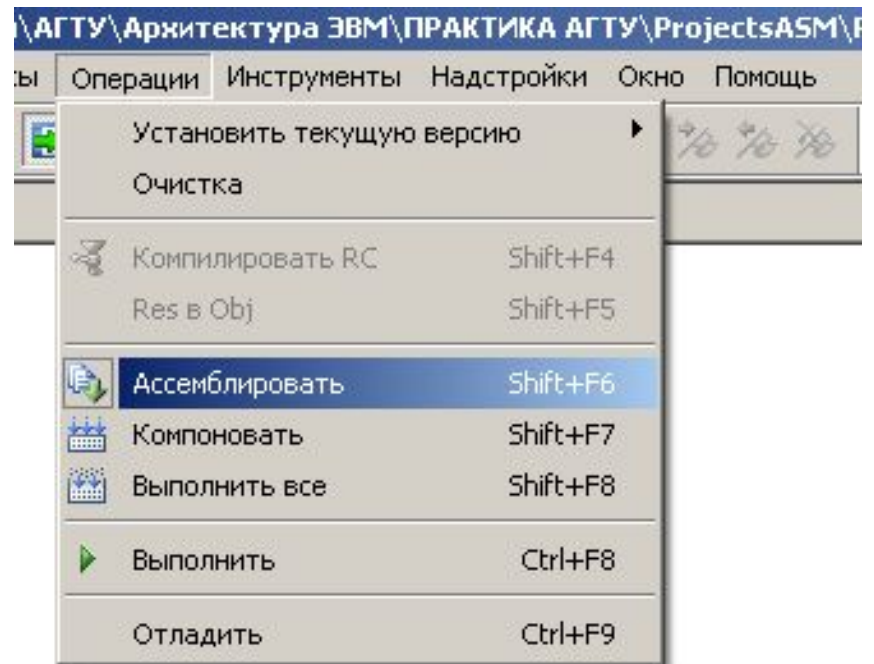 \АГТУ\Архитектура ЭВМ\ПРАКТИКА АГТУ\ProjectsASM\
Операции Инструменты Надстройки Окно Помощь
Установить текущую версию
Очистка
Компилировать RC Shift+F4
Res в Obj Shift+F5
Ассемблировать Shift+F6
Компоновать Shift+F7
Выполнить все Shift+F8
Выполнить Ctrl+F8
Отладить Ctrl+F9